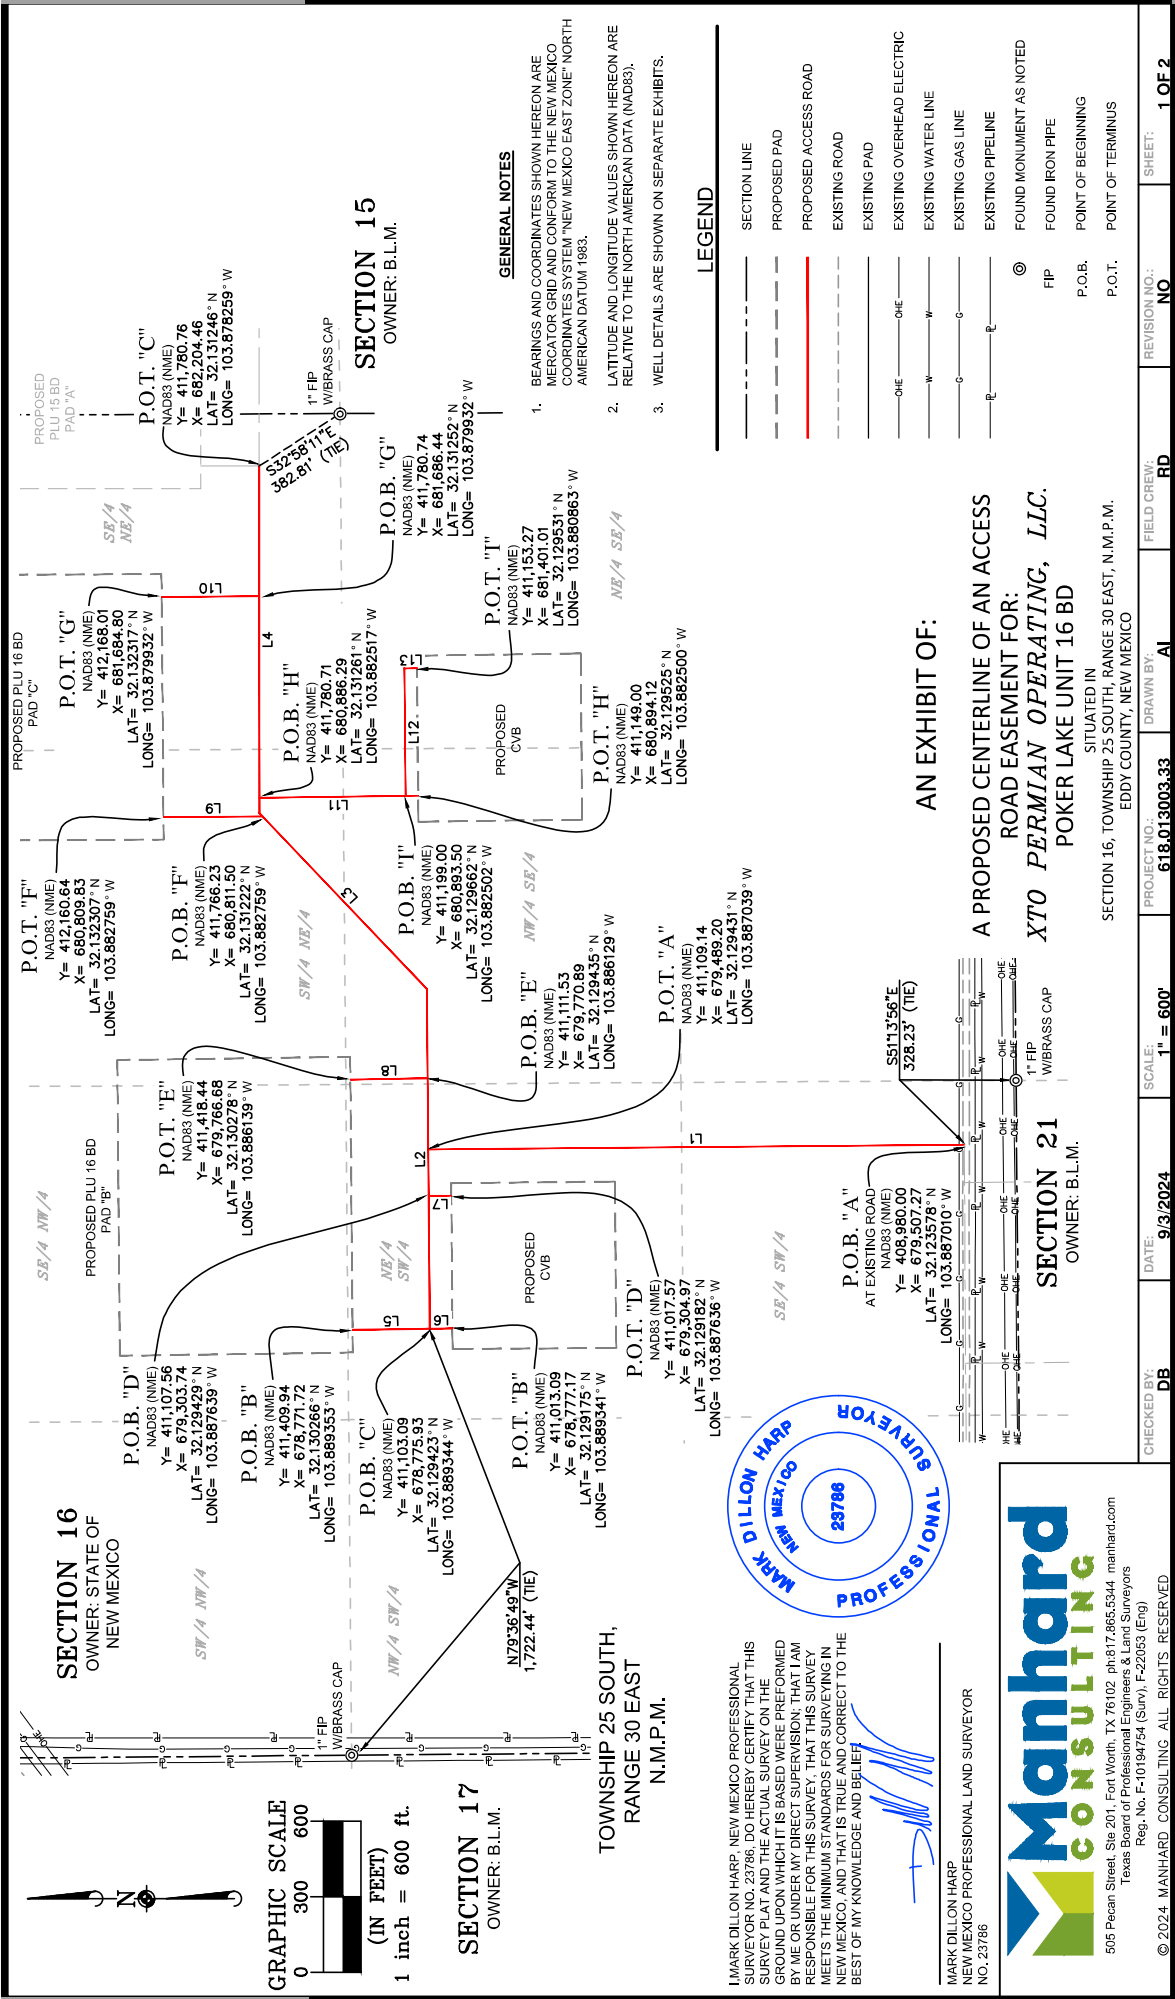 SECTION 16
OWNER: STATE OF
NEW MEXICO
SE/4 NW/4
SW/4 NW/4
NW/4 SW/4
NE/4
SW/4
SE/4 SW/4
SW/4 NE/4
NW/4 SE/4
SE/4
NE/4
NE/4 SE/4
PROPOSED PLU 16 BD
PAD "B"
PROPOSED PLU 16 BD
PAD "C"
PROPOSED
PLU 15 BD
PAD "A"
P.O.B. "D"
NAD83 (NME)
Y= 411,107.56
X= 679,303.74
LAT= 32.129429° N
LONG= 103.887639° W
P.O.B. "B"
NAD83 (NME)
Y= 411,409.94
X= 678,771.72
LAT= 32.130266° N
LONG= 103.889353° W
P.O.B. "C"
NAD83 (NME)
Y= 411,103.09
X= 678,775.93
LAT= 32.129423° N
LONG= 103.889344° W
P.O.T. "B"
NAD83 (NME)
Y= 411,013.09
X= 678,777.17
LAT= 32.129175° N
LONG= 103.889341° W
P.O.T. "D"
NAD83 (NME)
Y= 411,017.57
X= 679,304.97
LAT= 32.129182° N
LONG= 103.887636° W
P.O.T. "E"
NAD83 (NME)
Y= 411,418.44
X= 679,766.68
LAT= 32.130278° N
LONG= 103.886139° W
P.O.B. "E"
NAD83 (NME)
Y= 411,111.53
X= 679,770.89
LAT= 32.129435° N
LONG= 103.886129° W
P.O.T. "A"
NAD83 (NME)
Y= 411,109.14
X= 679,489.20
LAT= 32.129431° N
LONG= 103.887039° W
P.O.B. "A"
AT EXISTING ROAD
NAD83 (NME)
Y= 408,980.00
X= 679,507.27
LAT= 32.123578° N
LONG= 103.887010° W
P.O.T. "F"
NAD83 (NME)
Y= 412,160.64
X= 680,809.83
LAT= 32.132307° N
LONG= 103.882759° W
P.O.B. "F"
NAD83 (NME)
Y= 411,766.23
X= 680,811.50
LAT= 32.131222° N
LONG= 103.882759° W
P.O.B. "I"
NAD83 (NME)
Y= 411,199.00
X= 680,893.50
LAT= 32.129662° N
LONG= 103.882502° W
P.O.T. "G"
NAD83 (NME)
Y= 412,168.01
X= 681,684.80
LAT= 32.132317° N
LONG= 103.879932° W
P.O.B. "H"
NAD83 (NME)
Y= 411,780.71
X= 680,886.29
LAT= 32.131261° N
LONG= 103.882517° W
P.O.T. "H"
NAD83 (NME)
Y= 411,149.00
X= 680,894.12
LAT= 32.129525° N
LONG= 103.882500° W
P.O.T. "I"
NAD83 (NME)
Y= 411,153.27
X= 681,401.01
LAT= 32.129531° N
LONG= 103.880863° W
P.O.B. "G"
NAD83 (NME)
Y= 411,780.74
X= 681,686.44
LAT= 32.131252° N
LONG= 103.879932° W
P.O.T. "C"
NAD83 (NME)
Y= 411,780.76
X= 682,204.46
LAT= 32.131246° N
LONG= 103.878259° W
L1
L2
L3
L4
L5
L6
L7
L8
L9
L10
L11
L12
L13
PROPOSED
CVB
PROPOSED
CVB
1" FIP
W/BRASS CAP
1" FIP
W/BRASS CAP
1" FIP
W/BRASS CAP
N79°36'49"W
1,722.44' (TIE)
S51°13'56"E
328.23' (TIE)
S32°58'11"E
382.81' (TIE)
SECTION 15
OWNER: B.L.M.
SECTION 21
OWNER: B.L.M.
SECTION 17
OWNER: B.L.M.
TOWNSHIP 25 SOUTH,
RANGE 30 EAST
N.M.P.M.
N
GRAPHIC SCALE
0 300 600
(IN FEET)
1 inch = 600 ft.
GENERAL NOTES
1. BEARINGS AND COORDINATES SHOWN HEREON ARE
MERCATOR GRID AND CONFORM TO THE NEW MEXICO
COORDINATES SYSTEM "NEW MEXICO EAST ZONE" NORTH
AMERICAN DATUM 1983.
2. LATITUDE AND LONGITUDE VALUES SHOWN HEREON ARE
RELATIVE TO THE NORTH AMERICAN DATA (NAD83).
3. WELL DETAILS ARE SHOWN ON SEPARATE EXHIBITS.
LEGEND
SECTION LINE
PROPOSED PAD
PROPOSED ACCESS ROAD
EXISTING ROAD
EXISTING PAD
OHE OHE EXISTING OVERHEAD ELECTRIC
W W EXISTING WATER LINE
G G EXISTING GAS LINE
PL PL EXISTING PIPELINE
FOUND MONUMENT AS NOTED
FIP FOUND IRON PIPE
P.O.B. POINT OF BEGINNING
P.O.T. POINT OF TERMINUS
I, MARK DILLON HARP, NEW MEXICO PROFESSIONAL
SURVEYOR NO. 23786, DO HEREBY CERTIFY THAT THIS
SURVEY PLAT AND THE ACTUAL SURVEY ON THE
GROUND UPON WHICH IT IS BASED WERE PREFORMED
BY ME OR UNDER MY DIRECT SUPERVISION; THAT I AM
RESPONSIBLE FOR THIS SURVEY, THAT THIS SURVEY
MEETS THE MINIMUM STANDARDS FOR SURVEYING IN
NEW MEXICO, AND THAT IS TRUE AND CORRECT TO THE
BEST OF MY KNOWLEDGE AND BELIEF.
MARK DILLON HARP
NEW MEXICO PROFESSIONAL LAND SURVEYOR
NO. 23786
MARK DILLON HARP
NEW MEXICO
23786
PROFESSIONAL SURVEYOR
AN EXHIBIT OF:
A PROPOSED CENTERLINE OF AN ACCESS
ROAD EASEMENT FOR:
XTO PERMIAN OPERATING, LLC.
POKER LAKE UNIT 16 BD
SITUATED IN
SECTION 16, TOWNSHIP 25 SOUTH, RANGE 30 EAST, N.M.P.M.
EDDY COUNTY, NEW MEXICO
Manhard
CONSULTING
505 Pecan Street, Ste 201, Fort Worth, TX 76102 ph:817.865.5344 manhard.com
Texas Board of Professional Engineers & Land Surveyors
Reg. No. F-10194754 (Surv), F-22053 (Eng)
© 2024 MANHARD CONSULTING ALL RIGHTS RESERVED
CHECKED BY: DB
DATE: 9/3/2024
SCALE: 1" = 600'
PROJECT NO.: 618.013003.33
DRAWN BY: AI
FIELD CREW: RD
REVISION NO.: NO
SHEET: 1 OF 2